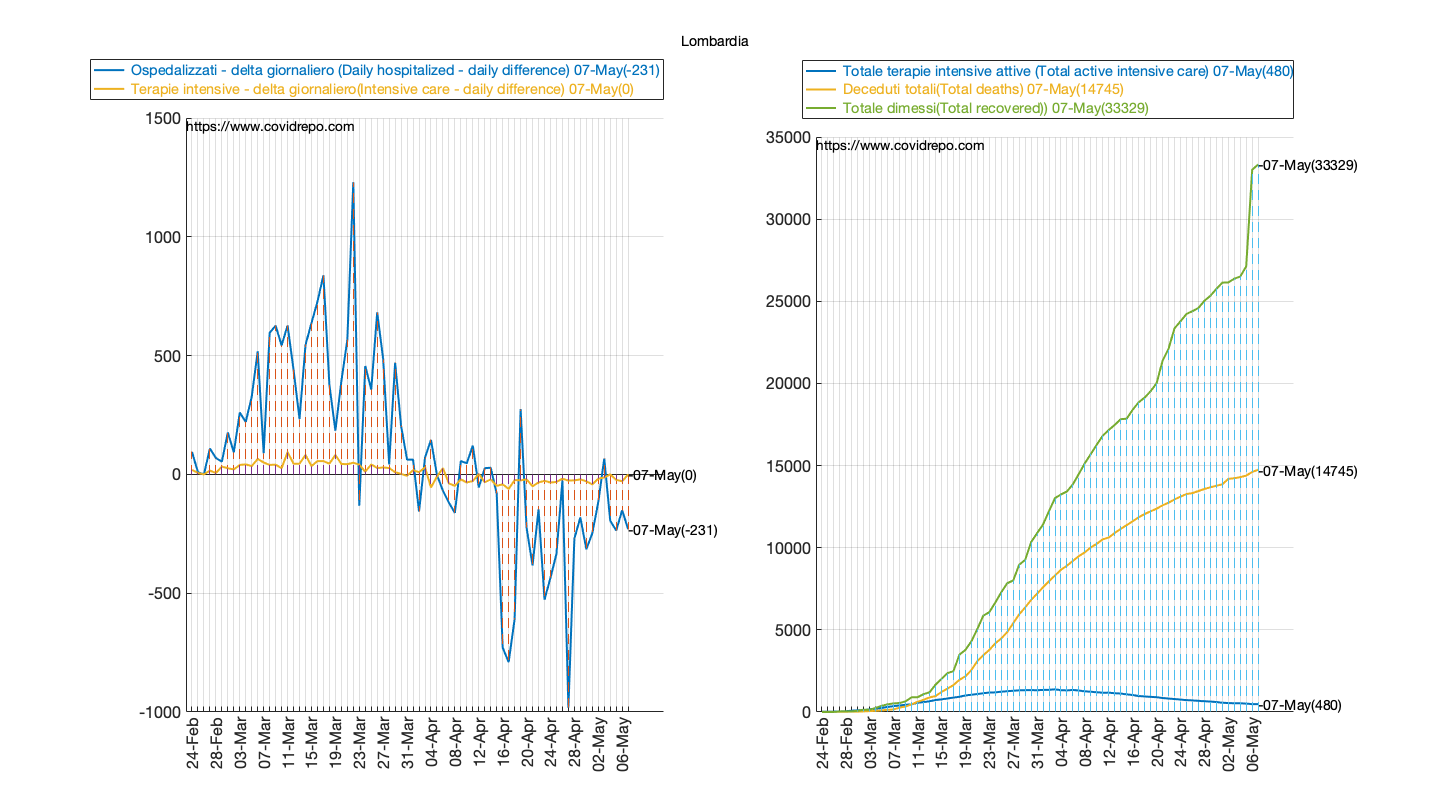 Lombardia
Ospedalizzati - delta giornaliero (Daily hospitalized - daily difference) 07-May(-231)
Terapie intensive - delta giornaliero(Intensive care - daily difference) 07-May(0)
1500
https://www.covidrepo.com
1000
500
0
-07-May(0)
-07-May(-231)
-500
-1000
24-Feb
28-Feb
03-Mar
07-Mar
11-Mar
15-Mar
19-Mar
23-Mar
27-Mar
31-Mar
04-Apr
08-Apr
12-Apr
16-Apr
20-Apr
24-Apr
28-Apr
02-May
06-May
Totale terapie intensive attive (Total active intensive care) 07-May(480)
Deceduti totali(Total deaths) 07-May(14745)
Totale dimessi(Total recovered)) 07-May(33329)
35000
https://www.covidrepo.com
-07-May(33329)
30000
25000
20000
15000
-07-May(14745)
10000
5000
0
-07-May(480)
24-Feb
28-Feb
03-Mar
07-Mar
11-Mar
15-Mar
19-Mar
23-Mar
27-Mar
31-Mar
04-Apr
08-Apr
12-Apr
16-Apr
20-Apr
24-Apr
28-Apr
02-May
06-May